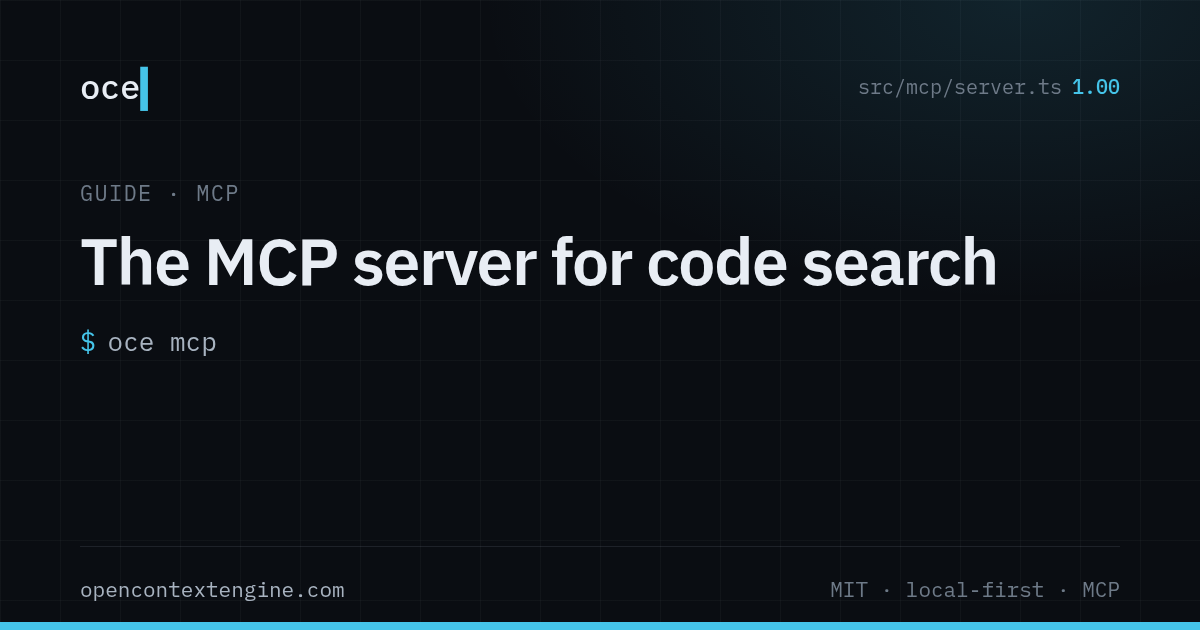 oce
src/mcp/server.ts 1.00
GUIDE · MCP
The MCP server for code search
$ oce mcp
opencontextengine.com
MIT · local-first · MCP